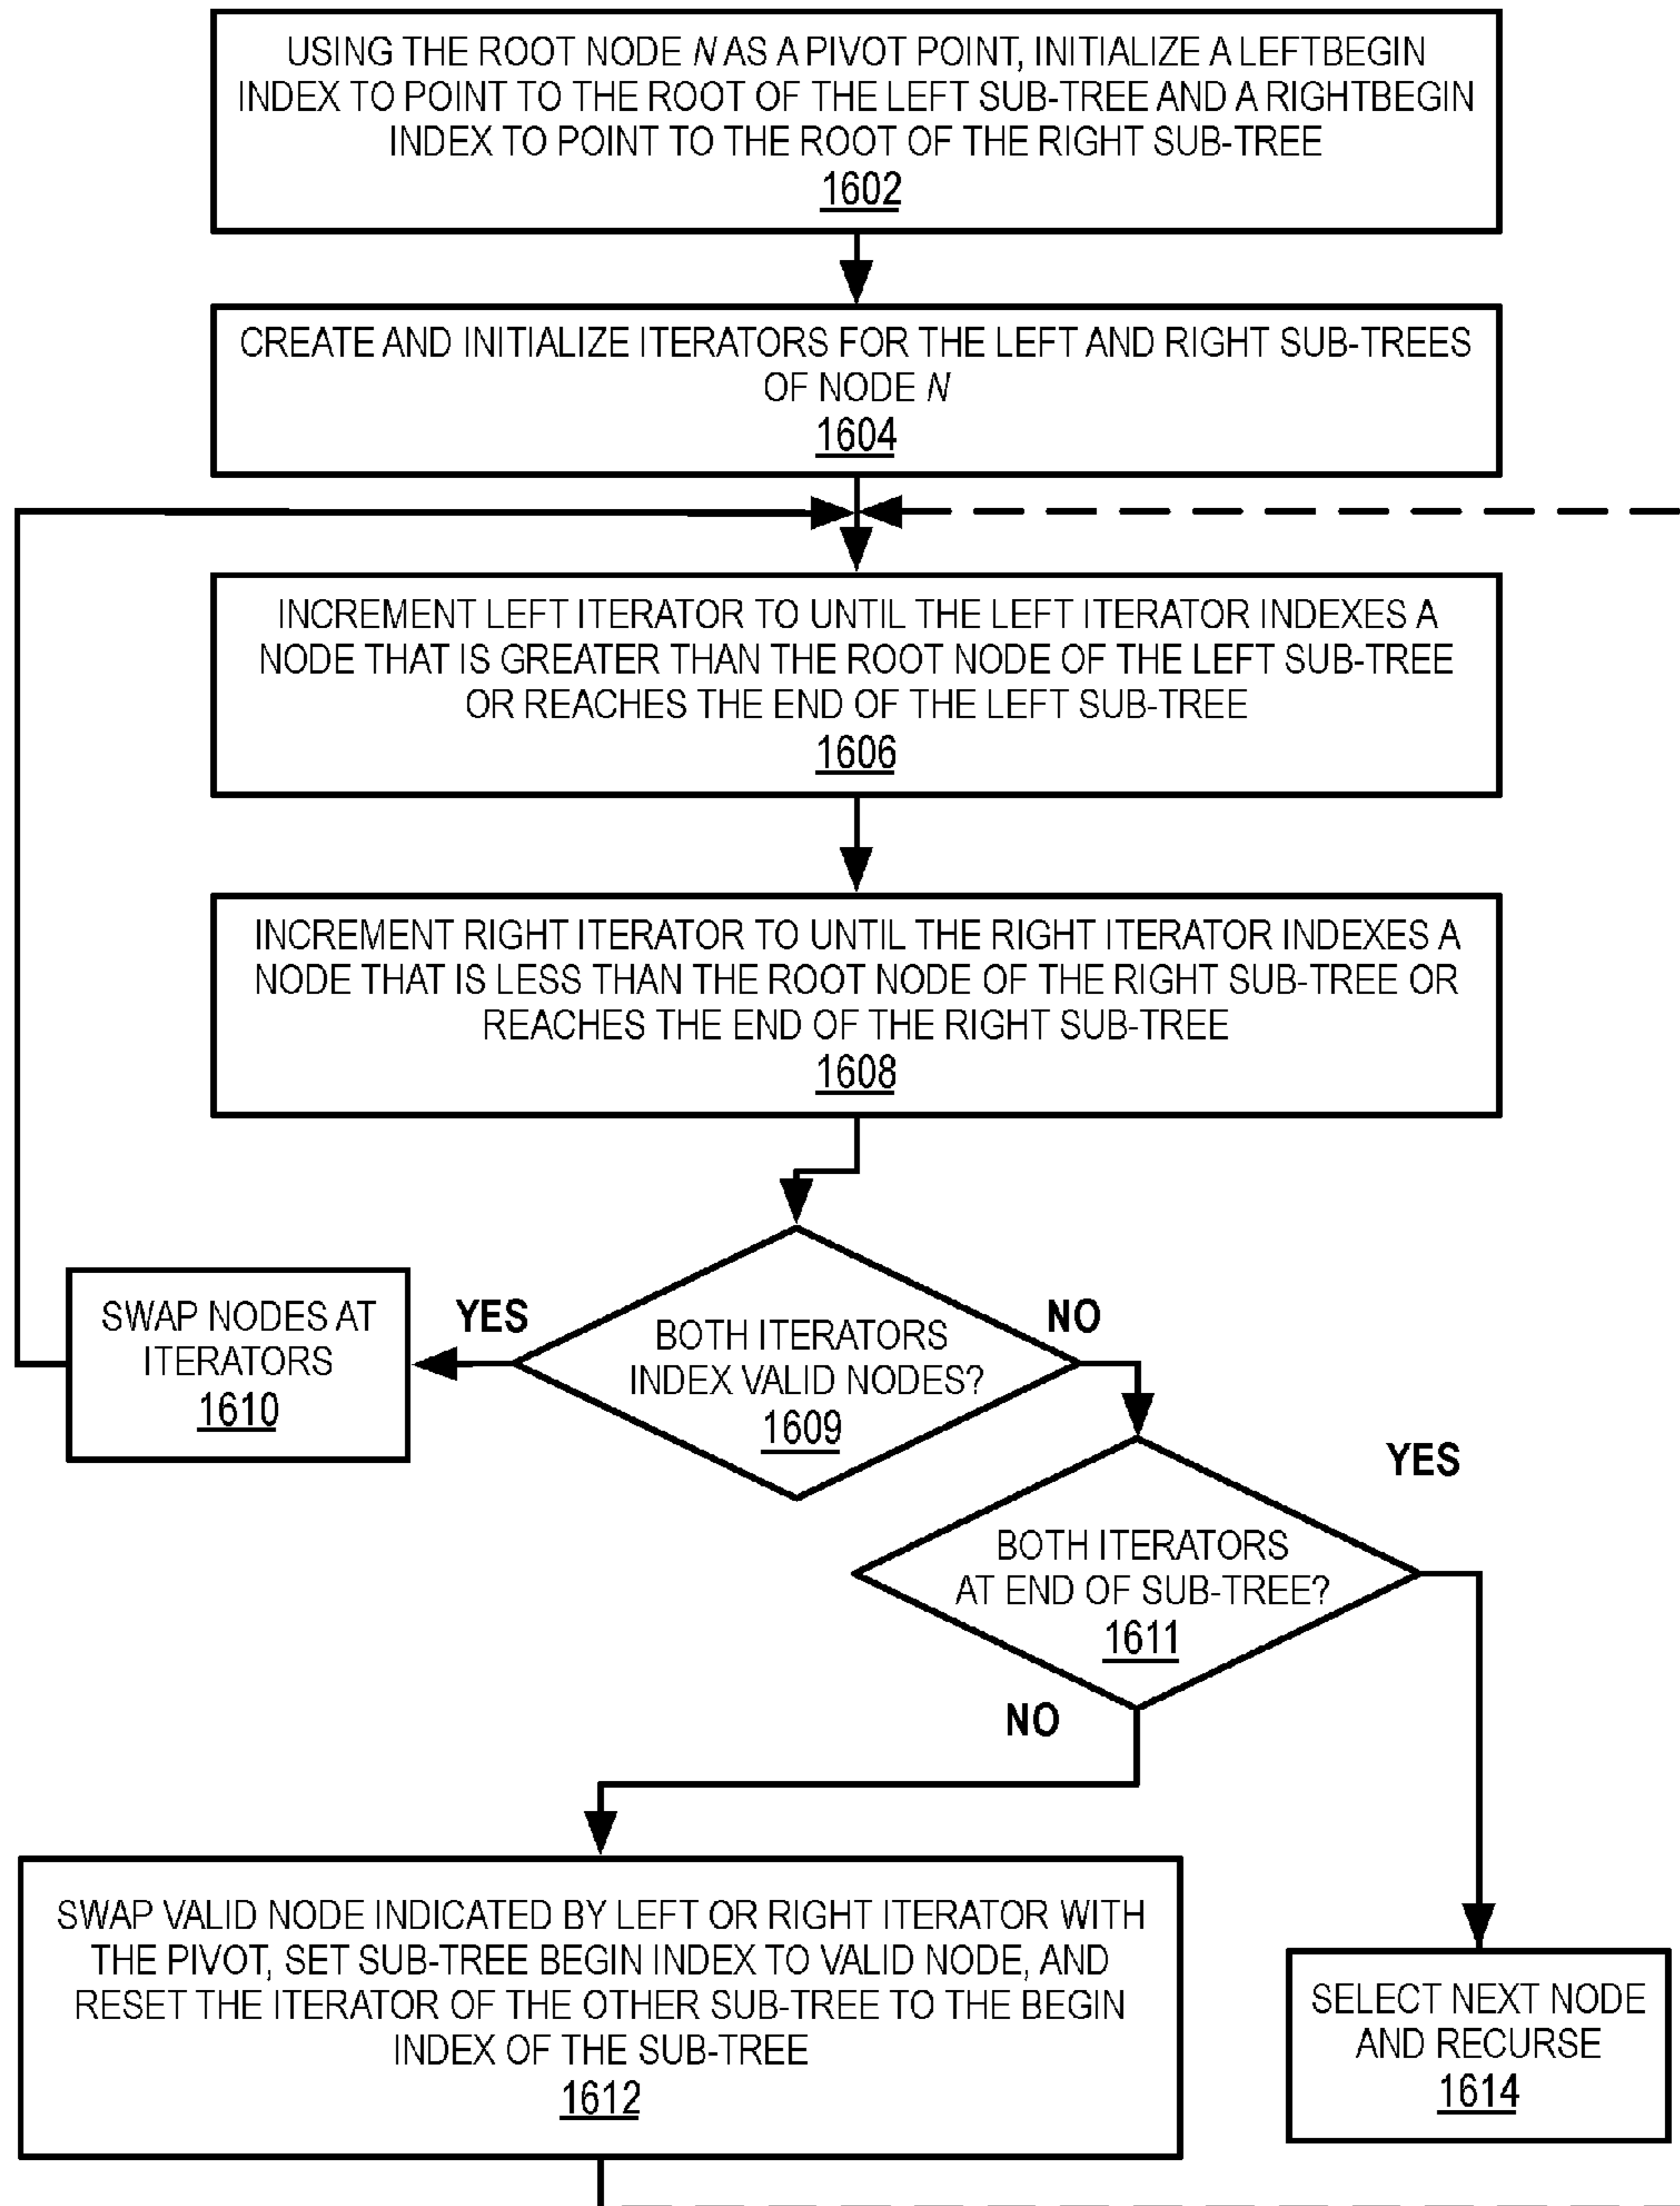 USING THE ROOT NODE N AS A PIVOT POINT, INITIALIZE A LEFTBEGIN
INDEX TO POINT TO THE ROOT OF THE LEFT SUB-TREE AND A RIGHTBEGIN
INDEX TO POINT TO THE ROOT OF THE RIGHT SUB-TREE
1602
CREATE AND INITIALIZE ITERATORS FOR THE LEFT AND RIGHT SUB-TREES
OF NODE N
1604
INCREMENT LEFT ITERATOR TO UNTIL THE LEFT ITERATOR INDEXES A
NODE THAT IS GREATER THAN THE ROOT NODE OF THE LEFT SUB-TREE
OR REACHES THE END OF THE LEFT SUB-TREE
1606
INCREMENT RIGHT ITERATOR TO UNTIL THE RIGHT ITERATOR INDEXES A
NODE THAT IS LESS THAN THE ROOT NODE OF THE RIGHT SUB-TREE OR
REACHES THE END OF THE RIGHT SUB-TREE
1608
SWAP NODES AT
ITERATORS
1610
YES
BOTH ITERATORS
INDEX VALID NODES?
1609
NO
BOTH ITERATORS
AT END OF SUB-TREE?
1611
YES
NO
SWAP VALID NODE INDICATED BY LEFT OR RIGHT ITERATOR WITH
THE PIVOT, SET SUB-TREE BEGIN INDEX TO VALID NODE, AND
RESET THE ITERATOR OF THE OTHER SUB-TREE TO THE BEGIN
INDEX OF THE SUB-TREE
1612
SELECT NEXT NODE
AND RECURSE
1614